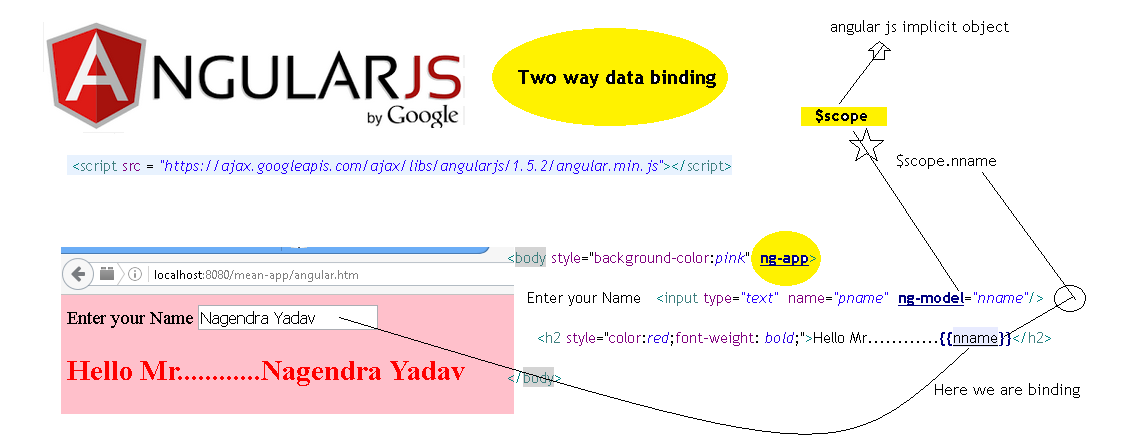 angular js implicit object
ANGULARJS
by Google
Two way data binding
$scope
<script src = "https://ajax.googleapis.com/ajax/libs/angularjs/1.5.2/angular.min.js"></script>
$scope.nname
localhost:8080/mean-app/angular.htm
Enter your Name Nagendra Yadav
Hello Mr............Nagendra Yadav
<body style="background-color:pink" ng-app>
Enter your Name <input type="text" name="pname" ng-model="nname"/>
<h2 style="color:red;font-weight: bold;">Hello Mr............{{nname}}</h2>
</body>
Here we are binding